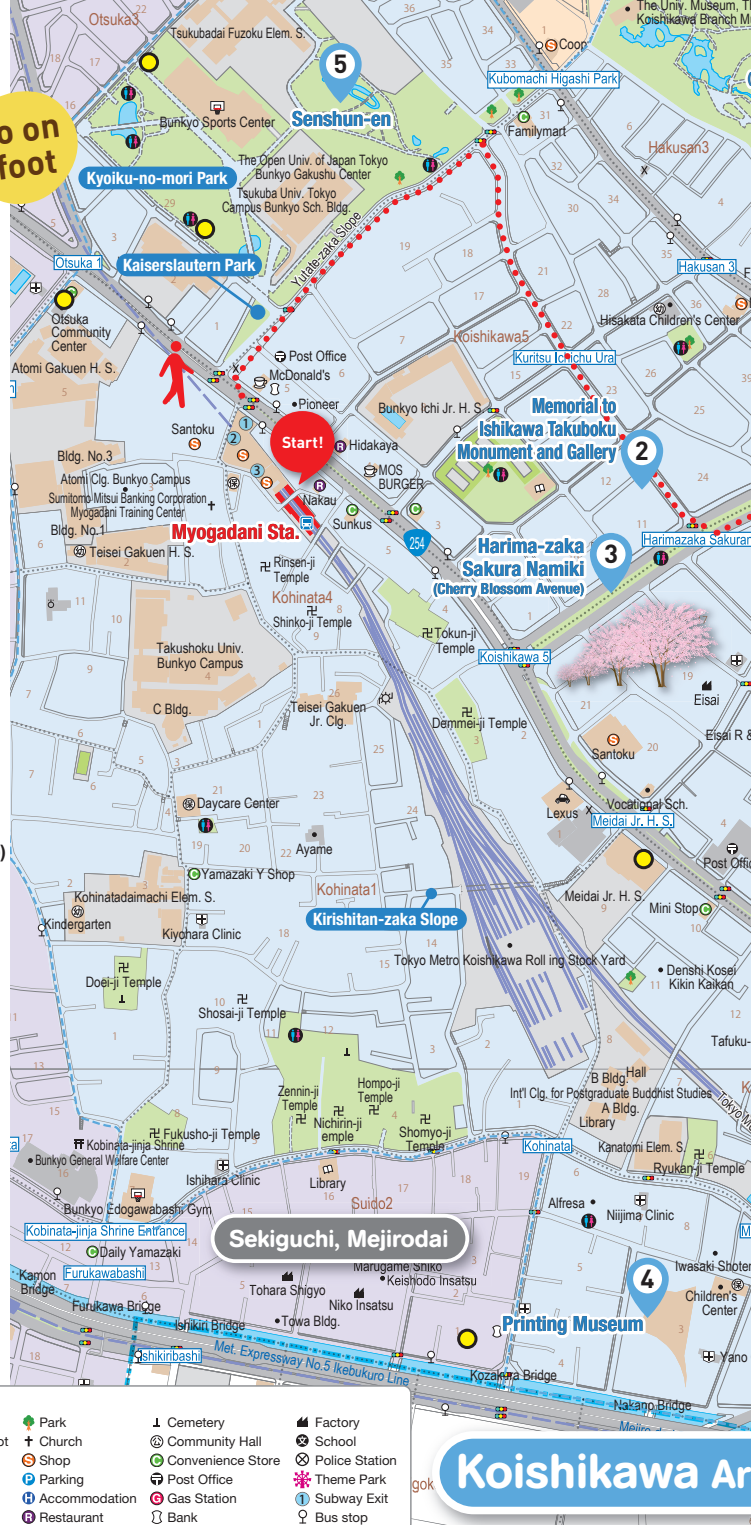 Otsuka3
Tsukubadai Fuzoku Elem. S.
Coop
Koishikawa Branch
Kubomachi Higashi Park
5
Senshun-en
Bunkyo Sports Center
Familymart
o on
foot
Hakusan3
The Open Univ. of Japan Tokyo
Bunkyo Gakushu Center
Kyoiku-no-mori Park
Tsukuba Univ. Tokyo
Campus Bunkyo Sch. Bldg.
Yutate-zaka Slope
Otsuka 1
Kaiserslautern Park
Hakusan 3
Otsuka
Community
Center
Hisakata Children's Center
Koishikawa5
Kuritsu Ichichu Ura
Atomi Gakuen H. S.
Post Office
McDonald's
Pioneer
Bunkyo Ichi Jr. H. S.
Memorial to
Ishikawa Takuboku
Monument and Gallery
2
Santoku
Start!
Hidakaya
MOS
BURGER
Bldg. No.3
Atomi Clg. Bunkyo Campus
Sumitomo Mitsui Banking Corporation
Myogadani Training Center
Bldg. No.1
Nakau
Sunkus
Myogadani Sta.
254
Teisei Gakuen H. S.
Harimazaka Sakuran
Harima-zaka
Sakura Namiki
(Cherry Blossom Avenue)
3
Rinsen-ji
Temple
Kohinata4
Shinko-ji Temple
Tokun-ji
Temple
Koishikawa 5
Takushoku Univ.
Bunkyo Campus
C Bldg.
Teisei Gakuen
Jr. Clg.
Demmei-ji Temple
Eisai
Eisai R &
Santoku
Daycare Center
Lexus
Vocational Sch.
Meidai Jr. H. S.
Ayame
Post Offic
Yamazaki Y Shop
Kohinata1
Kohinatadaimachi Elem. S.
Meidai Jr. H. S.
Mini Stop
Kindergarten
Kiyohara Clinic
Kirishitan-zaka Slope
Tokyo Metro Koishikawa Roll ing Stock Yard
Denshi Kosei
Kikin Kaikan
Doei-ji Temple
Shosai-ji Temple
Tafuku-
B Bldg.
Hall
Int'l Clg. for Postgraduate Buddhist Studies
A Bldg.
Library
Tokyo M
Zennin-ji
Temple
Hompo-ji
Temple
Nichirin-ji
emple
Shomyo-ji
Temple
Fukusho-ji Temple
Kohinata
Kanatomi Elem. S.
Kobinata-jinja Shrine
Bunkyo General Welfare Center
Ryukan-ji Temple
Ishihara Clinic
Library
Bunkyo Edogawabashi Gym
Suido2
Alfresa
Niijima Clinic
Kobinata-jinja Shrine Entrance
Sekiguchi, Mejirodai
Daily Yamazaki
Iwasaki Shoten
Kamon
Bridge
Furukawabashi
Marugame Shiko
Keishodo Insatsu
Tohara Shigyo
Niko Insatsu
4
Children's
Center
Furukawa Bridge
Towa Bldg.
Printing Museum
Ishikiri Bridge
Ishikiribashi
Met. Expressway No.5 Ikebukuro Line
Yano
Kozakura Bridge
Nakano Bridge
Park
Church
Shop
Parking
Accommodation
Restaurant
Cemetery
Community Hall
Convenience Store
Post Office
Gas Station
Bank
Factory
School
Police Station
Theme Park
Subway Exit
Bus stop
Koishikawa Ar